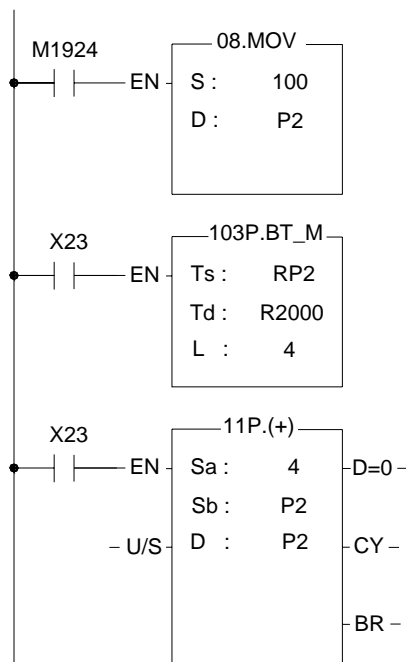 08.MOV
M1924
EN S : 100
D : P2
103P.BT_M
X23
EN Ts : RP2
Td : R2000
L : 4
11P.(+)
X23
EN Sa : 4 D=0
Sb : P2
U/S D : P2 CY
BR